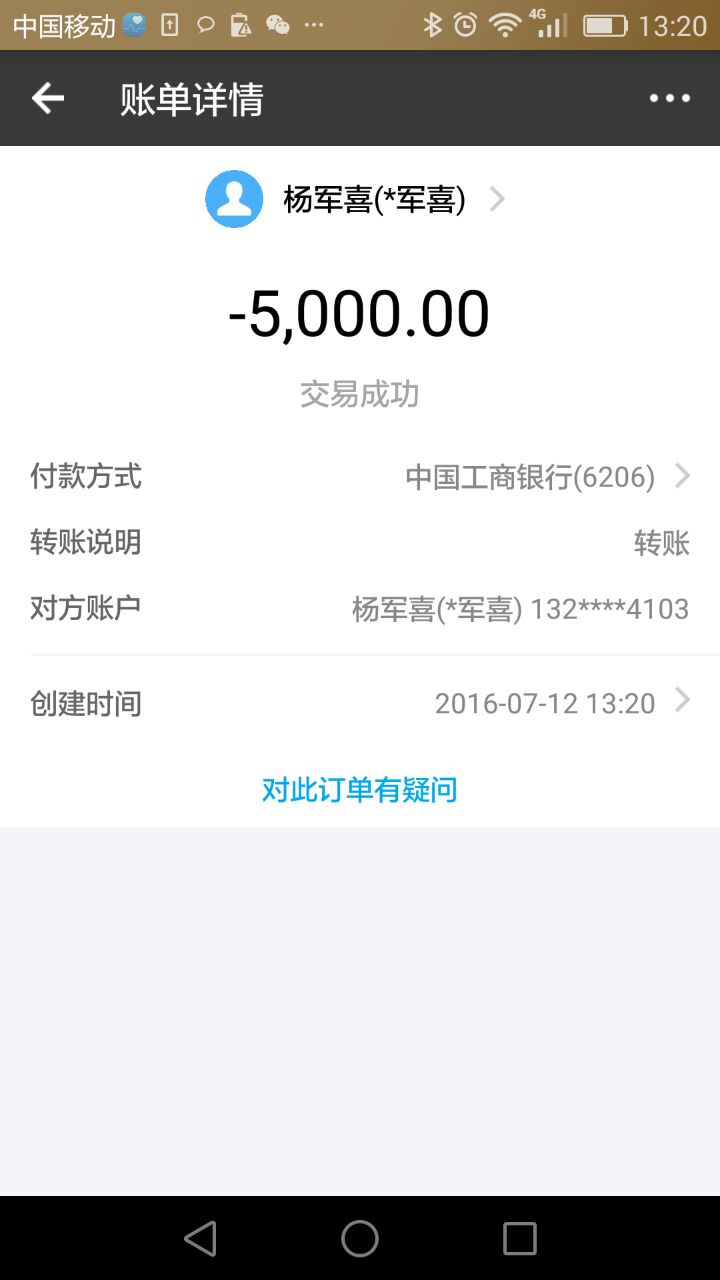 中国移动 4G 13:20
账单详情
杨军喜(*军喜)
-5,000.00
交易成功
付款方式 中国工商银行(6206)
转账说明 转账
对方账户 杨军喜(*军喜) 132****4103
创建时间 2016-07-12 13:20
对此订单有疑问